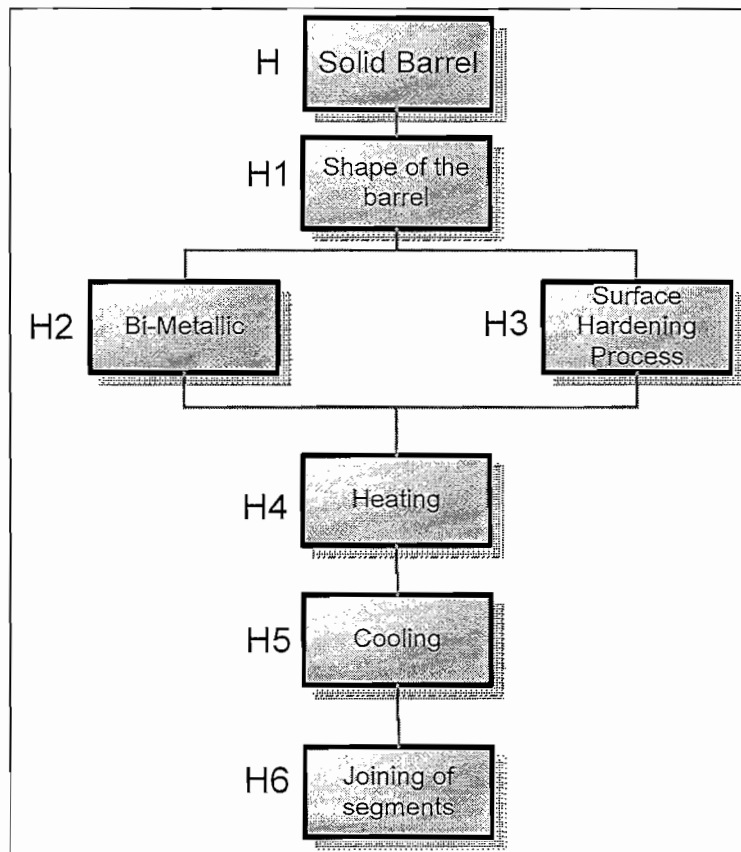 H
Solid Barrel
H1
Shape of the
barrel
H2
Bi-Metallic
H3
Surface
Hardening
Process
H4
Heating
H5
Cooling
H6
Joining of
segments